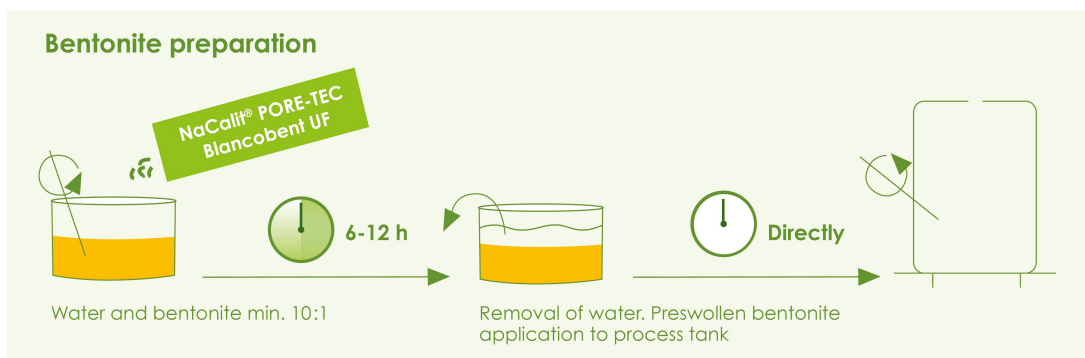 Bentonite preparation
NaCalit® PORE-TEC
Blancobent UF
6-12 h
Directly
Water and bentonite min. 10:1
Removal of water. Preswollen bentonite
application to process tank